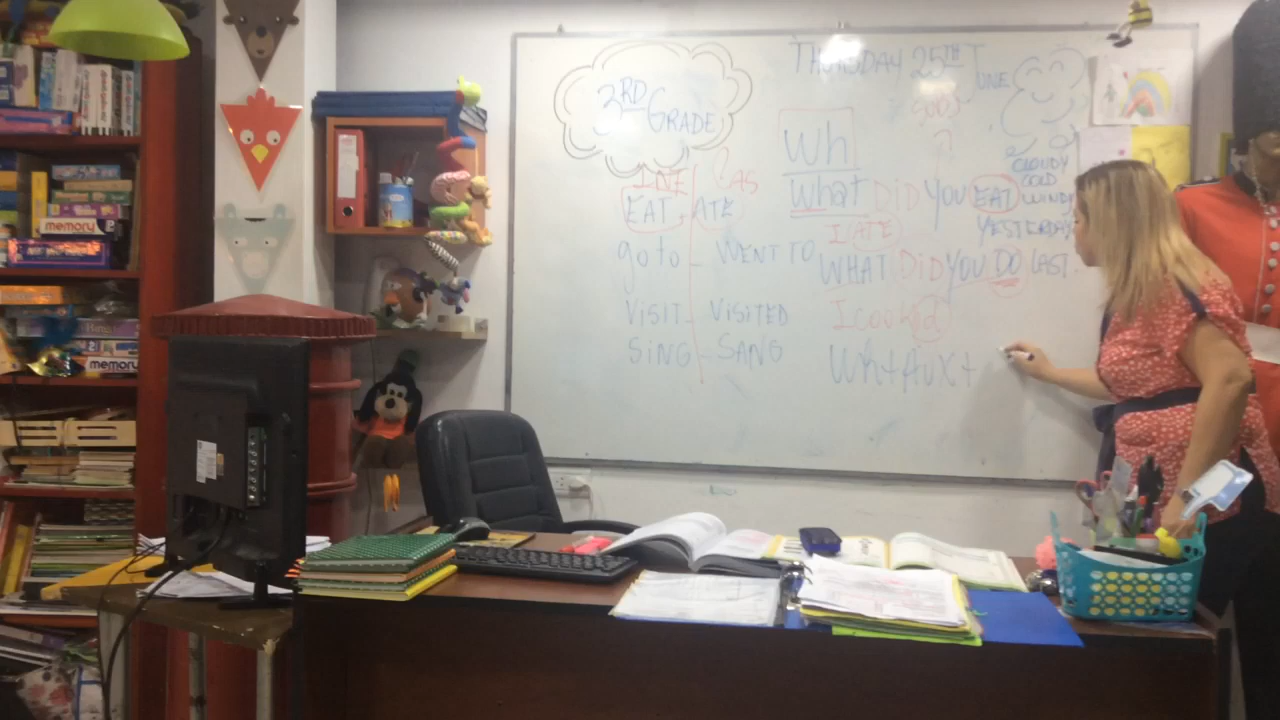 3RD GRADE
THURSDAY 25TH JUNE
Wh
CLOUDY
COLD
WINDY
EAT - ATE
go to - WENT TO
VISIT - VISITED
SING - SANG
What DID YOU EAT
YESTERDAY
I ATE
WHAT DID YOU DO LAST
I cooked
Wh + AUX +
memory
memory